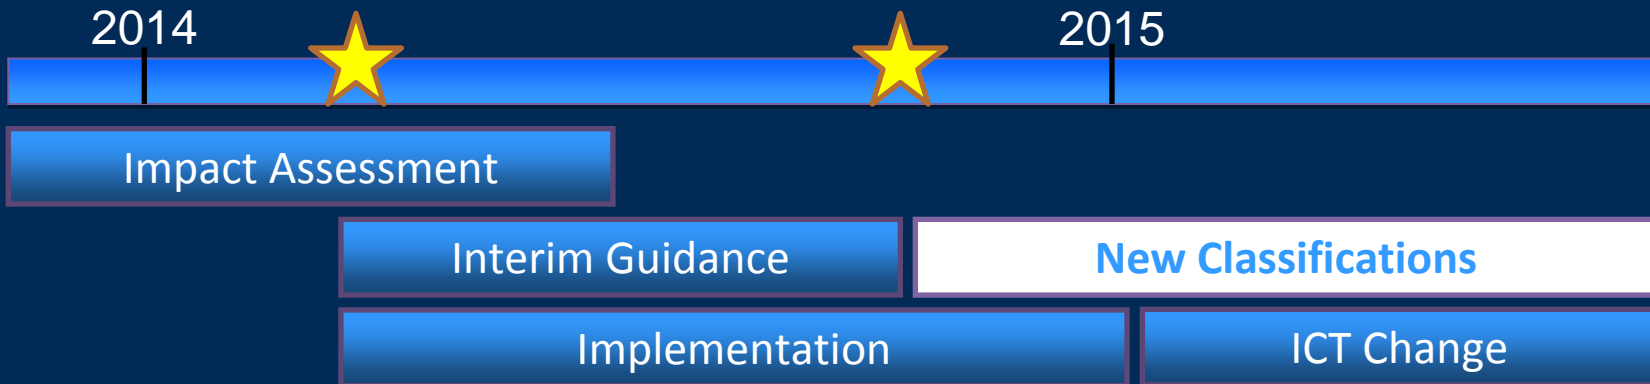 2014
2015
Impact Assessment
Interim Guidance
New Classifications
Implementation
ICT Change